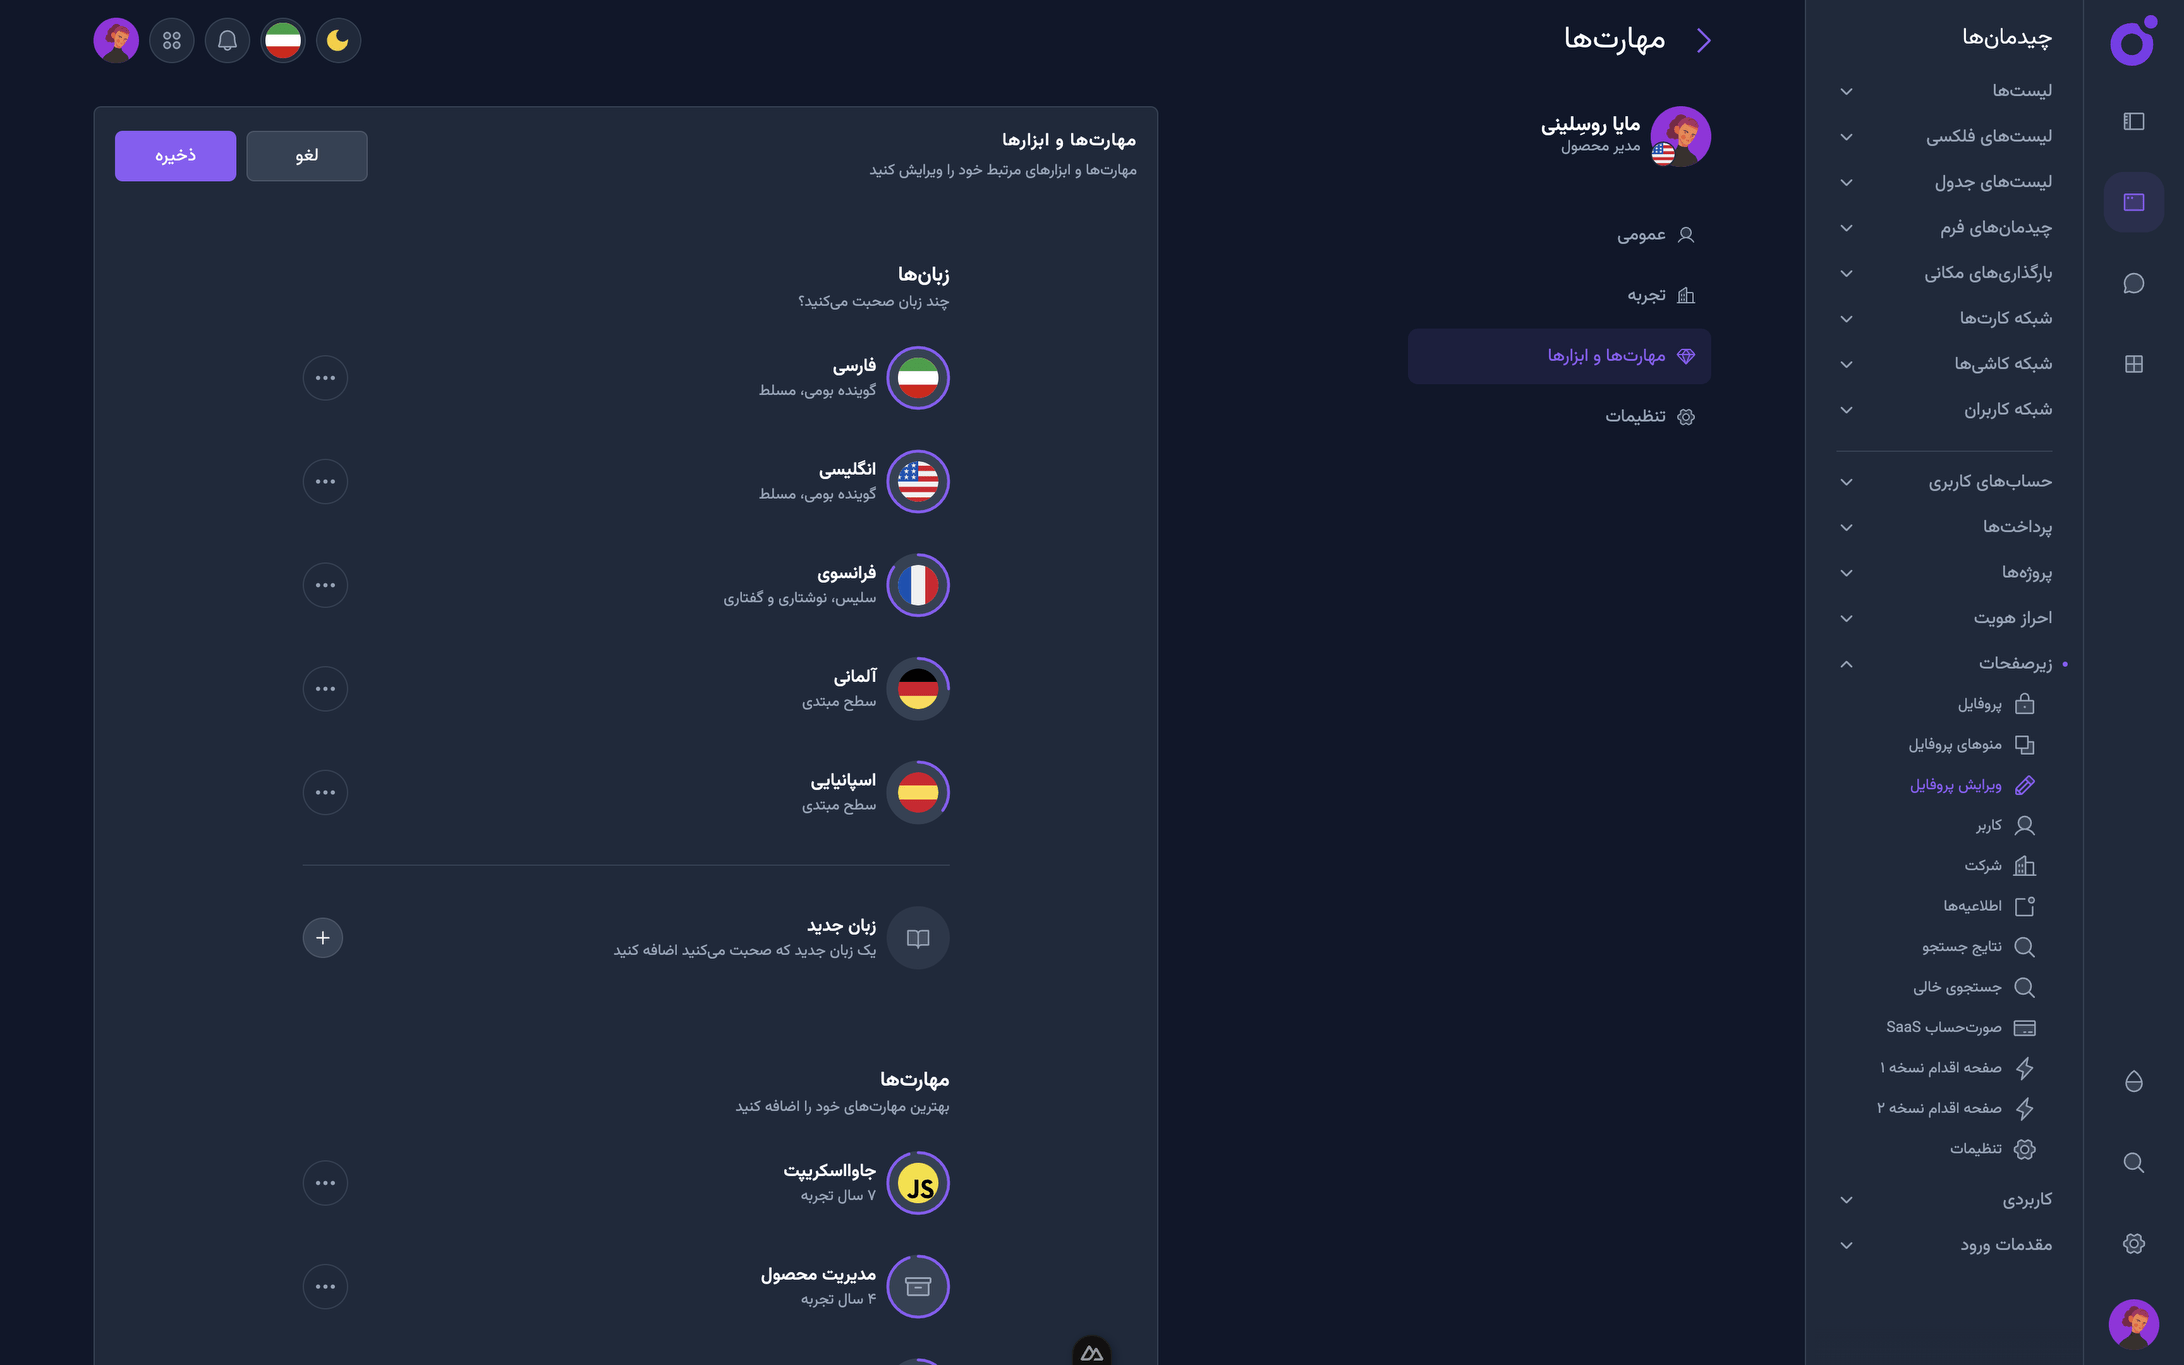 چیدمان‌ها
لیست‌ها
لیست‌های فلکسی
لیست‌های جدول
چیدمان‌های فرم
بارگذاری‌های مکانی
شبکه کارت‌ها
شبکه کاشی‌ها
شبکه کاربران
حساب‌های کاربری
پرداخت‌ها
پروژه‌ها
احراز هویت
زیرصفحات
پروفایل
منوهای پروفایل
ویرایش پروفایل
کاربر
شرکت
اطلاعیه‌ها
نتایج جستجو
جستجوی خالی
صورت‌حساب SaaS
صفحه اقدام نسخه ۱
صفحه اقدام نسخه ۲
تنظیمات
کاربردی
مقدمات ورود
مهارت‌ها
مایا روسِلینی
مدیر محصول
عمومی
تجربه
مهارت‌ها و ابزارها
تنظیمات
مهارت‌ها و ابزارها
مهارت‌ها و ابزارهای مرتبط خود را ویرایش کنید
لغو
ذخیره
زبان‌ها
چند زبان صحبت می‌کنید؟
فارسی
گوینده بومی، مسلط
انگلیسی
گوینده بومی، مسلط
فرانسوی
سلیس، نوشتاری و گفتاری
آلمانی
سطح مبتدی
اسپانیایی
سطح مبتدی
زبان جدید
یک زبان جدید که صحبت می‌کنید اضافه کنید
مهارت‌ها
بهترین مهارت‌های خود را اضافه کنید
JS
جاوااسکریپت
۷ سال تجربه
مدیریت محصول
۴ سال تجربه